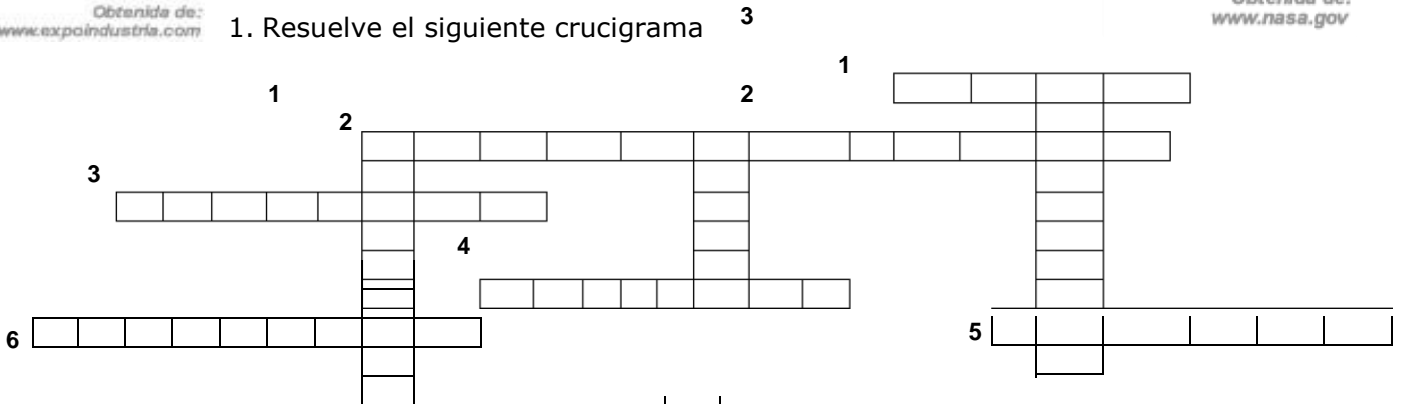 Obtenida de:
www.expoindustria.com
1. Resuelve el siguiente crucigrama
3
Obtenida de:
www.nasa.gov
1
1
2
2
3
4
6
5